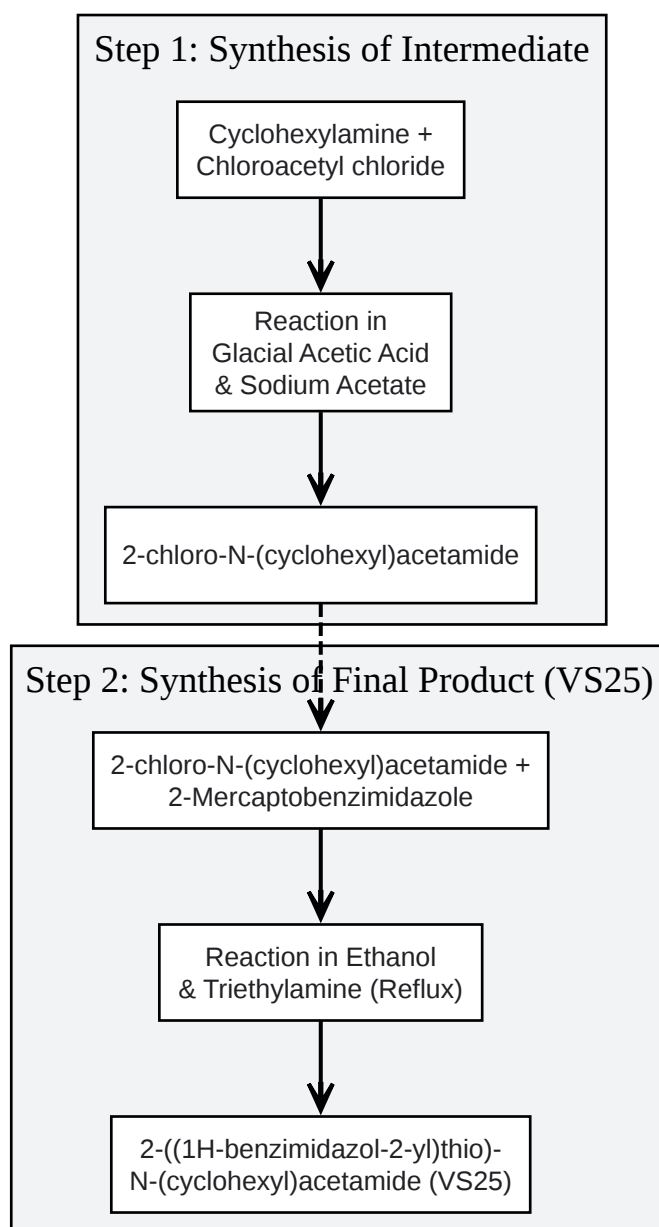 Step 1: Synthesis of Intermediate
Cyclohexylamine +
Chloroacetyl chloride
Reaction in
Glacial Acetic Acid
& Sodium Acetate
2-chloro-N-(cyclohexyl)acetamide
Step 2: Synthesis of Final Product (VS25)
2-chloro-N-(cyclohexyl)acetamide +
2-Mercaptobenzimidazole
Reaction in Ethanol
& Triethylamine (Reflux)
2-((1H-benzimidazol-2-yl)thio)-
N-(cyclohexyl)acetamide (VS25)